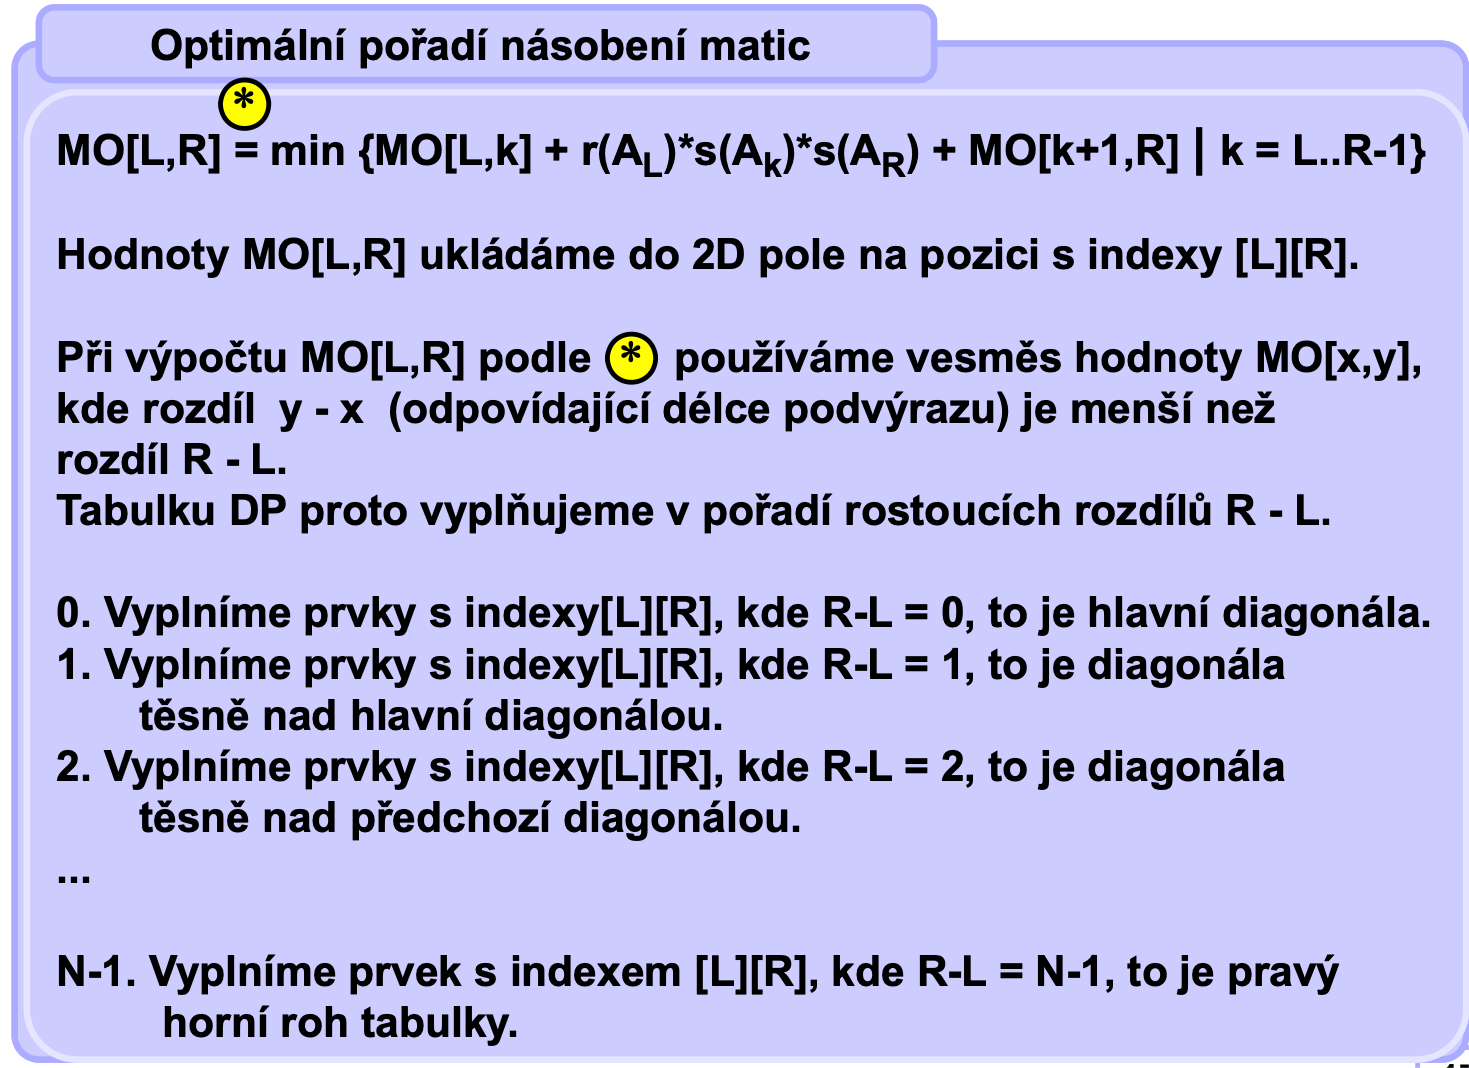 Optimální pořadí násobení matic
*
MO[L,R] = min {MO[L,k] + r(A_L)*s(A_k)*s(A_R) + MO[k+1,R] | k = L..R-1}
Hodnoty MO[L,R] ukládáme do 2D pole na pozici s indexy [L][R].
Při výpočtu MO[L,R] podle * používáme vesměs hodnoty MO[x,y],
kde rozdíl y - x (odpovídající délce podvýrazu) je menší než
rozdíl R - L.
Tabulku DP proto vyplňujeme v pořadí rostoucích rozdílů R - L.
0. Vyplníme prvky s indexy[L][R], kde R-L = 0, to je hlavní diagonála.
1. Vyplníme prvky s indexy[L][R], kde R-L = 1, to je diagonála
těsně nad hlavní diagonálou.
2. Vyplníme prvky s indexy[L][R], kde R-L = 2, to je diagonála
těsně nad předchozí diagonálou.
...
N-1. Vyplníme prvek s indexem [L][R], kde R-L = N-1, to je pravý
horní roh tabulky.